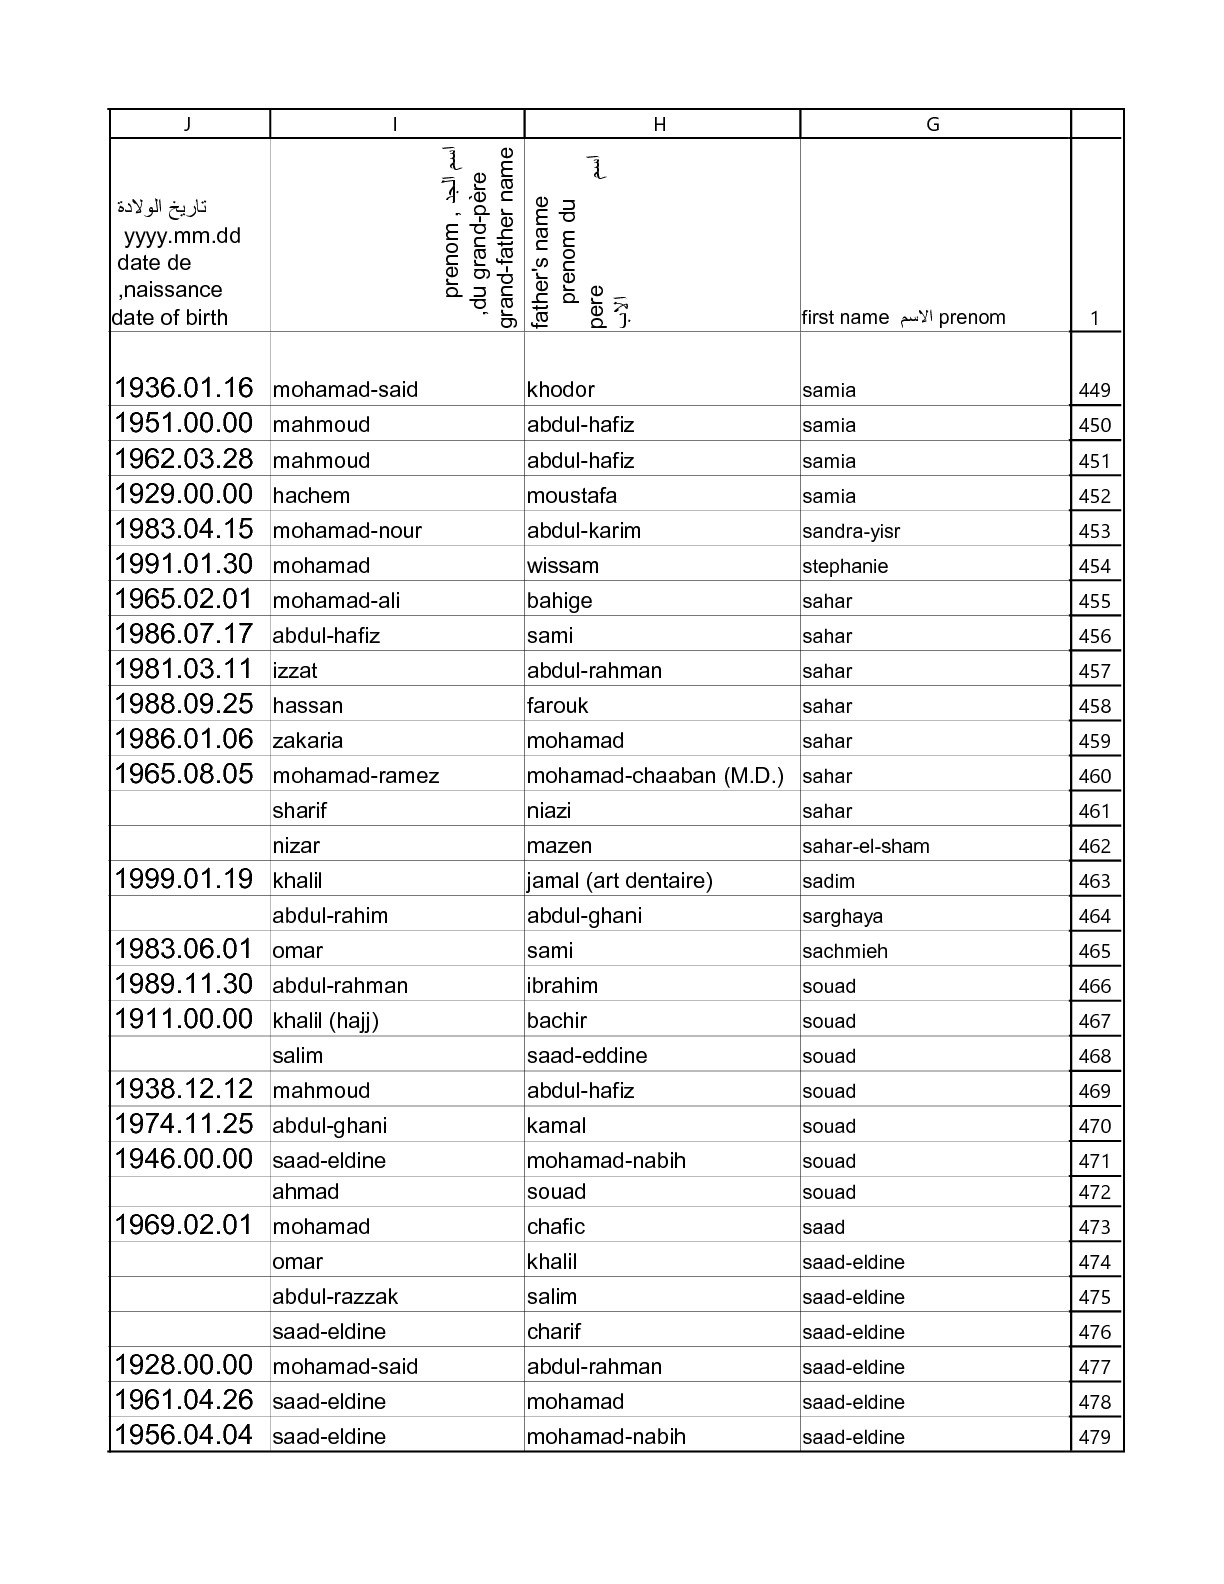 J I H G
تاريخ الولادة
yyyy.mm.dd
date de
,naissance
date of birth
اسم الجد , prenom
,du grand-père
grand-father name
father's name
اسم prenom du
pere
الاب
first name الاسم prenom 1
1936.01.16 mohamad-said khodor samia 449
1951.00.00 mahmoud abdul-hafiz samia 450
1962.03.28 mahmoud abdul-hafiz samia 451
1929.00.00 hachem moustafa samia 452
1983.04.15 mohamad-nour abdul-karim sandra-yisr 453
1991.01.30 mohamad wissam stephanie 454
1965.02.01 mohamad-ali bahige sahar 455
1986.07.17 abdul-hafiz sami sahar 456
1981.03.11 izzat abdul-rahman sahar 457
1988.09.25 hassan farouk sahar 458
1986.01.06 zakaria mohamad sahar 459
1965.08.05 mohamad-ramez mohamad-chaaban (M.D.) sahar 460
sharif niazi sahar 461
nizar mazen sahar-el-sham 462
1999.01.19 khalil jamal (art dentaire) sadim 463
abdul-rahim abdul-ghani sarghaya 464
1983.06.01 omar sami sachmieh 465
1989.11.30 abdul-rahman ibrahim souad 466
1911.00.00 khalil (hajj) bachir souad 467
salim saad-eddine souad 468
1938.12.12 mahmoud abdul-hafiz souad 469
1974.11.25 abdul-ghani kamal souad 470
1946.00.00 saad-eldine mohamad-nabih souad 471
ahmad souad souad 472
1969.02.01 mohamad chafic saad 473
omar khalil saad-eldine 474
abdul-razzak salim saad-eldine 475
saad-eldine charif saad-eldine 476
1928.00.00 mohamad-said abdul-rahman saad-eldine 477
1961.04.26 saad-eldine mohamad saad-eldine 478
1956.04.04 saad-eldine mohamad-nabih saad-eldine 479